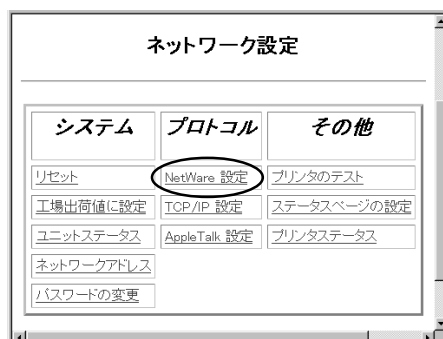 ネットワーク設定
システム プロトコル その他
リセット NetWare 設定 プリンタのテスト
工場出荷値に設定 TCP/IP 設定 ステータスページの設定
ユニットステータス AppleTalk 設定 プリンタステータス
ネットワークアドレス
パスワードの変更